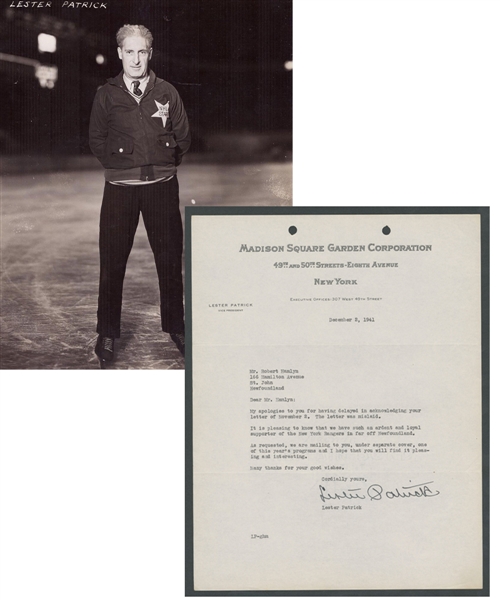 LESTER PATRICK
MADISON SQUARE GARDEN CORPORATION
49TH AND 50TH STREETS-EIGHTH AVENUE
NEW YORK
EXECUTIVE OFFICES: 307 WEST 49TH STREET
LESTER PATRICK
VICE-PRESIDENT
December 2, 1941
Mr. Robert
Hamilton Avenue
St. John
Newfoundland
Dear Mr.
My apologies to you for having delayed in acknowledging your
letter of November 2. The letter was mislaid.
It is pleasing to know that we have such an ardent and loyal
supporter of the New York Rangers in far off Newfoundland.
As requested, we are mailing to you, under separate cover, one
of this year's programs and I hope that you will find it pleas-
ing and interesting.
Many thanks for your good wishes.
Cordially yours,
Lester Patrick
Lester Patrick